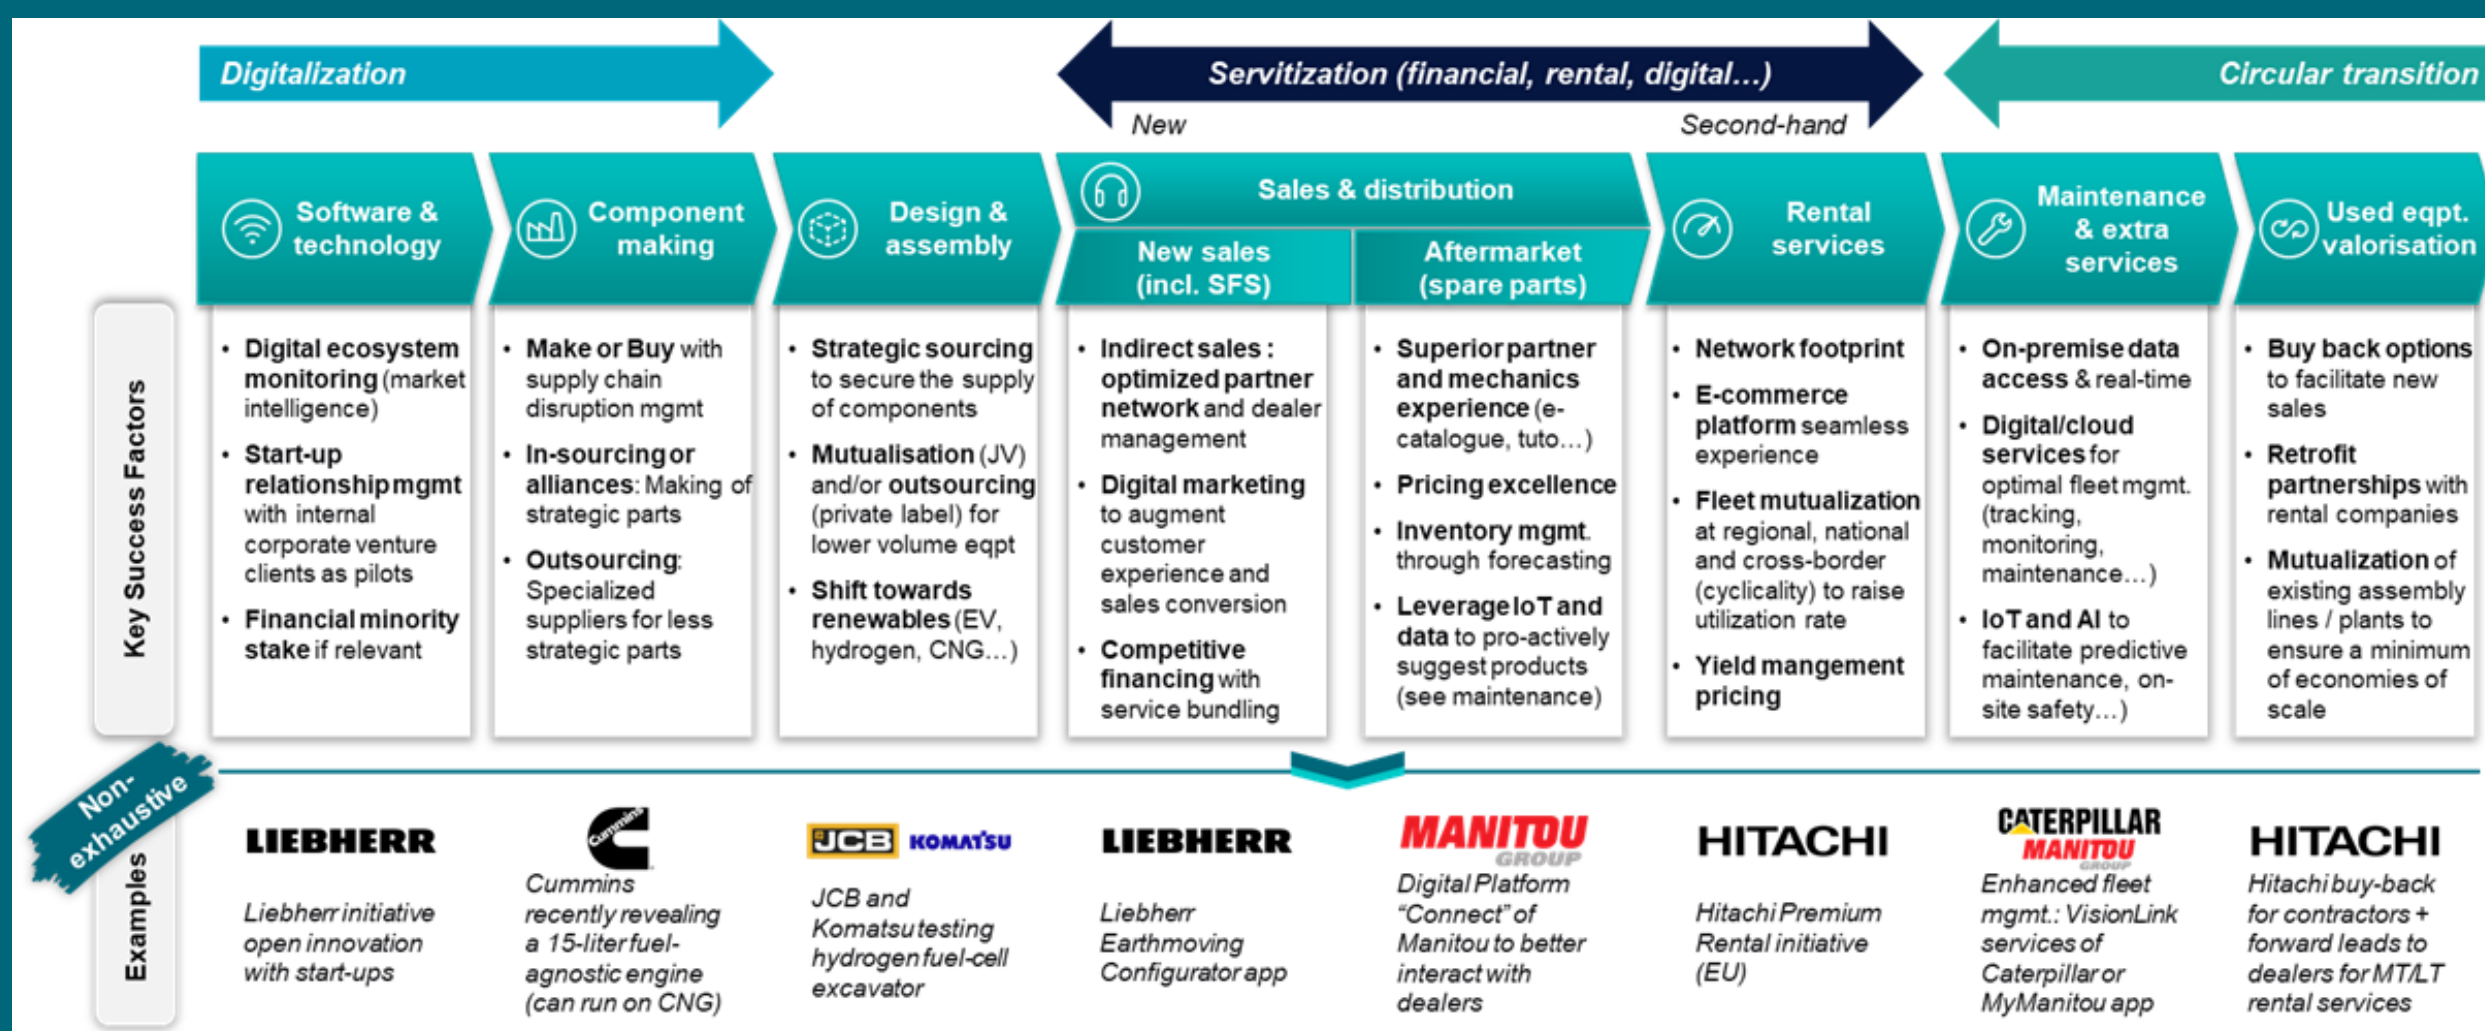 Digitalization
Servitization (financial, rental, digital...)
Circular transition
New
Second-hand
Software &
technology
Component
making
Design &
assembly
Sales & distribution
New sales
(incl. SFS)
Aftermarket
(spare parts)
Rental
services
Maintenance
& extra
services
Used eqpt.
valorisation
Key Success Factors
• Digital ecosystem
monitoring (market
intelligence)
• Start-up
relationship mgmt
with internal
corporate venture
clients as pilots
• Financial minority
stake if relevant
• Make or Buy with
supply chain
disruption mgmt
• In-sourcing or
alliances: Making of
strategic parts
• Outsourcing:
Specialized
suppliers for less
strategic parts
• Strategic sourcing
to secure the supply
of components
• Mutualisation (JV)
and/or outsourcing
(private label) for
lower volume eqpt
• Shift towards
renewables (EV,
hydrogen, CNG...)
• Indirect sales :
optimized partner
network and dealer
management
• Digital marketing
to augment
customer
experience and
sales conversion
• Competitive
financing with
service bundling
• Superior partner
and mechanics
experience (e-
catalogue, tuto...)
• Pricing excellence
• Inventory mgmt.
through forecasting
• Leverage IoT and
data to pro-actively
suggest products
(see maintenance)
• Network footprint
• E-commerce
platform seamless
experience
• Fleet mutualization
at regional, national
and cross-border
(cyclicality) to raise
utilization rate
• Yield mangement
pricing
• On-premise data
access & real-time
• Digital/cloud
services for
optimal fleet mgmt.
(tracking,
monitoring,
maintenance...)
• IoT and AI to
facilitate predictive
maintenance, on-
site safety...)
• Buy back options
to facilitate new
sales
• Retrofit
partnerships with
rental companies
• Mutualization of
existing assembly
lines / plants to
ensure a minimum
of economies of
scale
Non-
exhaustive
Examples
LIEBHERR
Liebherr initiative
open innovation
with start-ups
Cummins
Cummins
recently revealing
a 15-liter fuel-
agnostic engine
(can run on CNG)
JCB KOMATSU
JCB and
Komatsu testing
hydrogen fuel-cell
excavator
LIEBHERR
Liebherr
Earthmoving
Configurator app
MANITOU
GROUP
Digital Platform
“Connect” of
Manitou to better
interact with
dealers
HITACHI
Hitachi Premium
Rental initiative
(EU)
CATERPILLAR
MANITOU
GROUP
Enhanced fleet
mgmt.: VisionLink
services of
Caterpillar or
MyManitou app
HITACHI
Hitachi buy-back
for contractors +
forward leads to
dealers for MT/LT
rental services